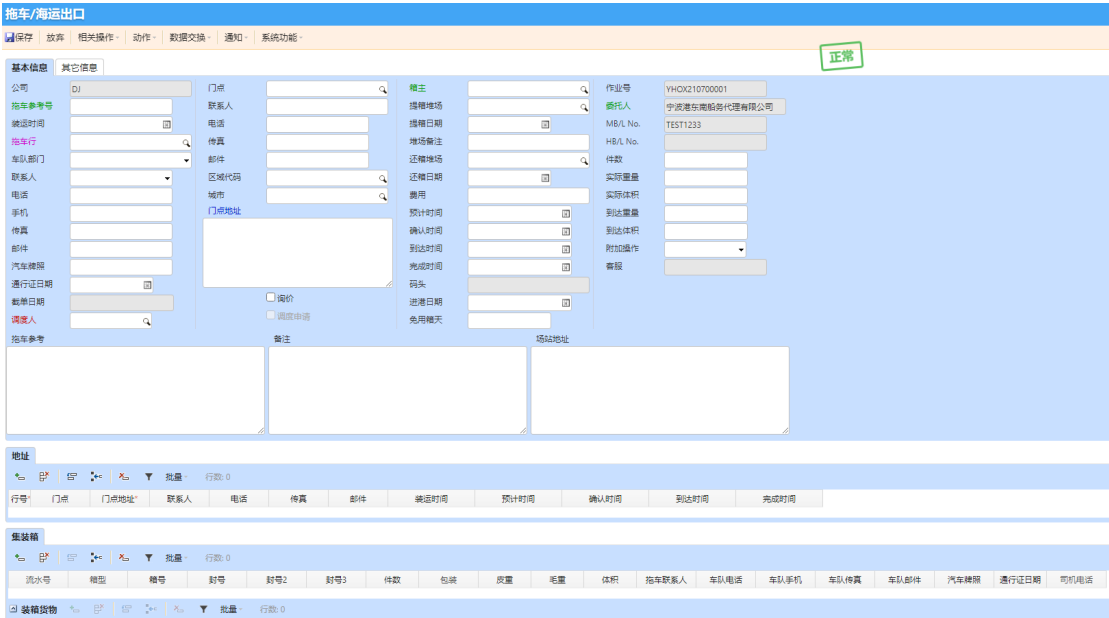 拖车/海运出口
保存 放弃 相关操作 动作 数据交换 通知 系统功能
正常
基本信息 其它信息
公司 DJ 门点 箱主 作业号 YHOX210700001
拖车参考号 联系人 提箱堆场 委托人 宁波港东南船务代理有限公司
装运时间 电话 提箱日期 MB/L No. TEST1233
拖车行 传真 堆场备注 HB/L No.
车队部门 邮件 还箱堆场 件数
联系人 区域代码 还箱日期 实际重量
电话 城市 费用 实际体积
手机 门点地址 预计时间 到达重量
传真 确认时间 到达体积
邮件 到达时间 附加操作
汽车牌照 完成时间 客服
通行证日期 码头
截单日期 询价 进港日期
调度人 调度申请 免用箱天
拖车参考 备注 场站地址
地址
批量 行数: 0
行号* 门点 门点地址* 联系人 电话 传真 邮件 装运时间 预计时间 确认时间 到达时间 完成时间
集装箱
批量 行数: 0
流水号 箱型 箱号 封号 封号2 封号3 件数 包装 皮重 毛重 体积 拖车联系人 车队电话 车队手机 车队传真 车队邮件 汽车牌照 通行证日期 司机电话
装箱货物 批量 行数: 0